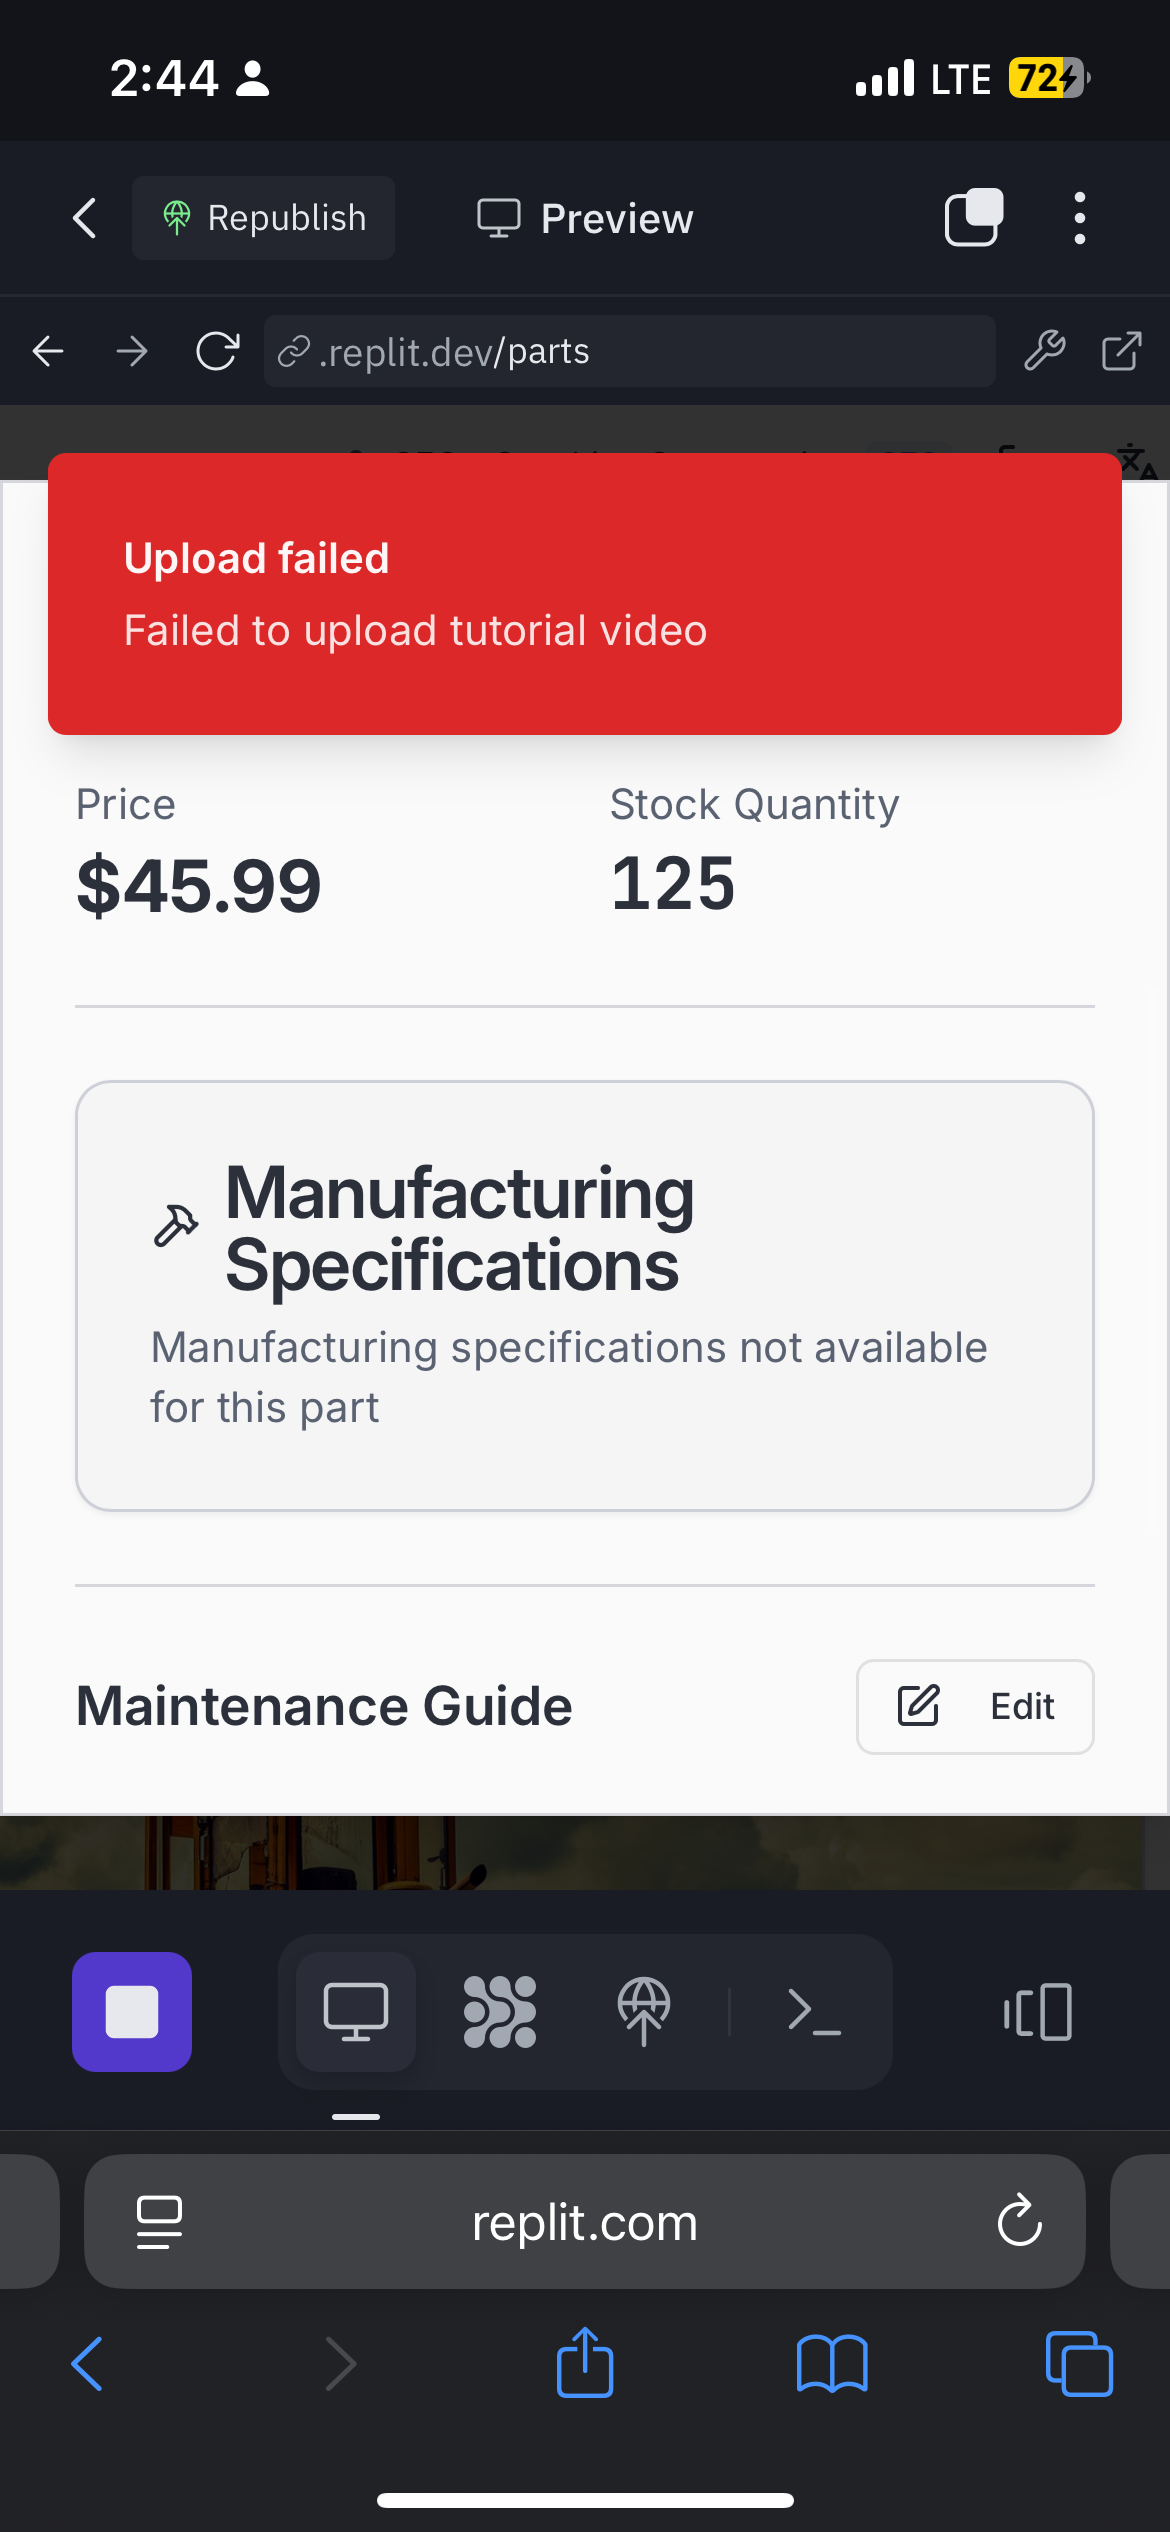 2:44
LTE
72
Republish
Preview
.replit.dev/parts
Upload failed
Failed to upload tutorial video
Price
Stock Quantity
$45.99
125
Manufacturing
Specifications
Manufacturing specifications not available
for this part
Maintenance Guide
Edit
replit.com